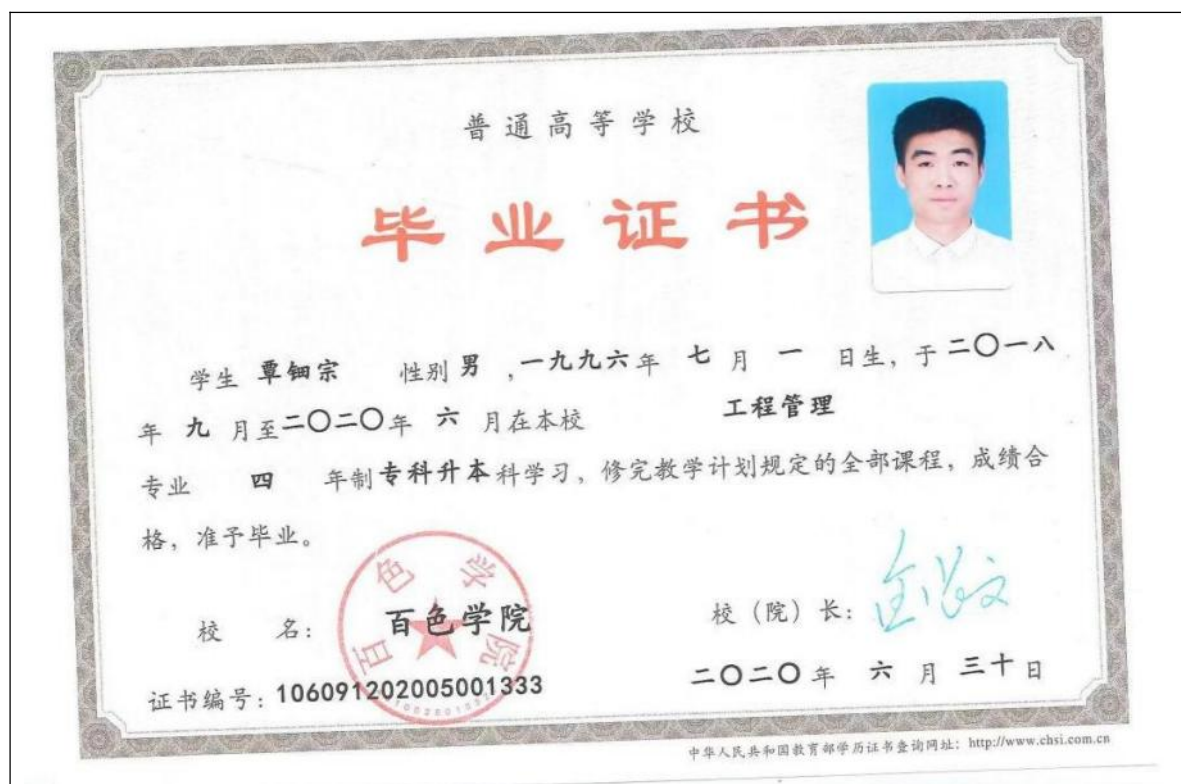 普通高等学校
毕业证书
学生 覃钿宗 性别 男 ,一九九六年 七 月 一 日生，于二〇一八
年 九 月至二〇二〇年 六 月在本校 工程管理
专业 四 年制专科升本科学习，修完教学计划规定的全部课程，成绩合
格，准予毕业。
百色学院
校 名： 百色学院 校（院）长：
证书编号：106091202005001333 二〇二〇年 六 月 三十日
中华人民共和国教育部学历证书查询网址：http://www.chsi.com.cn